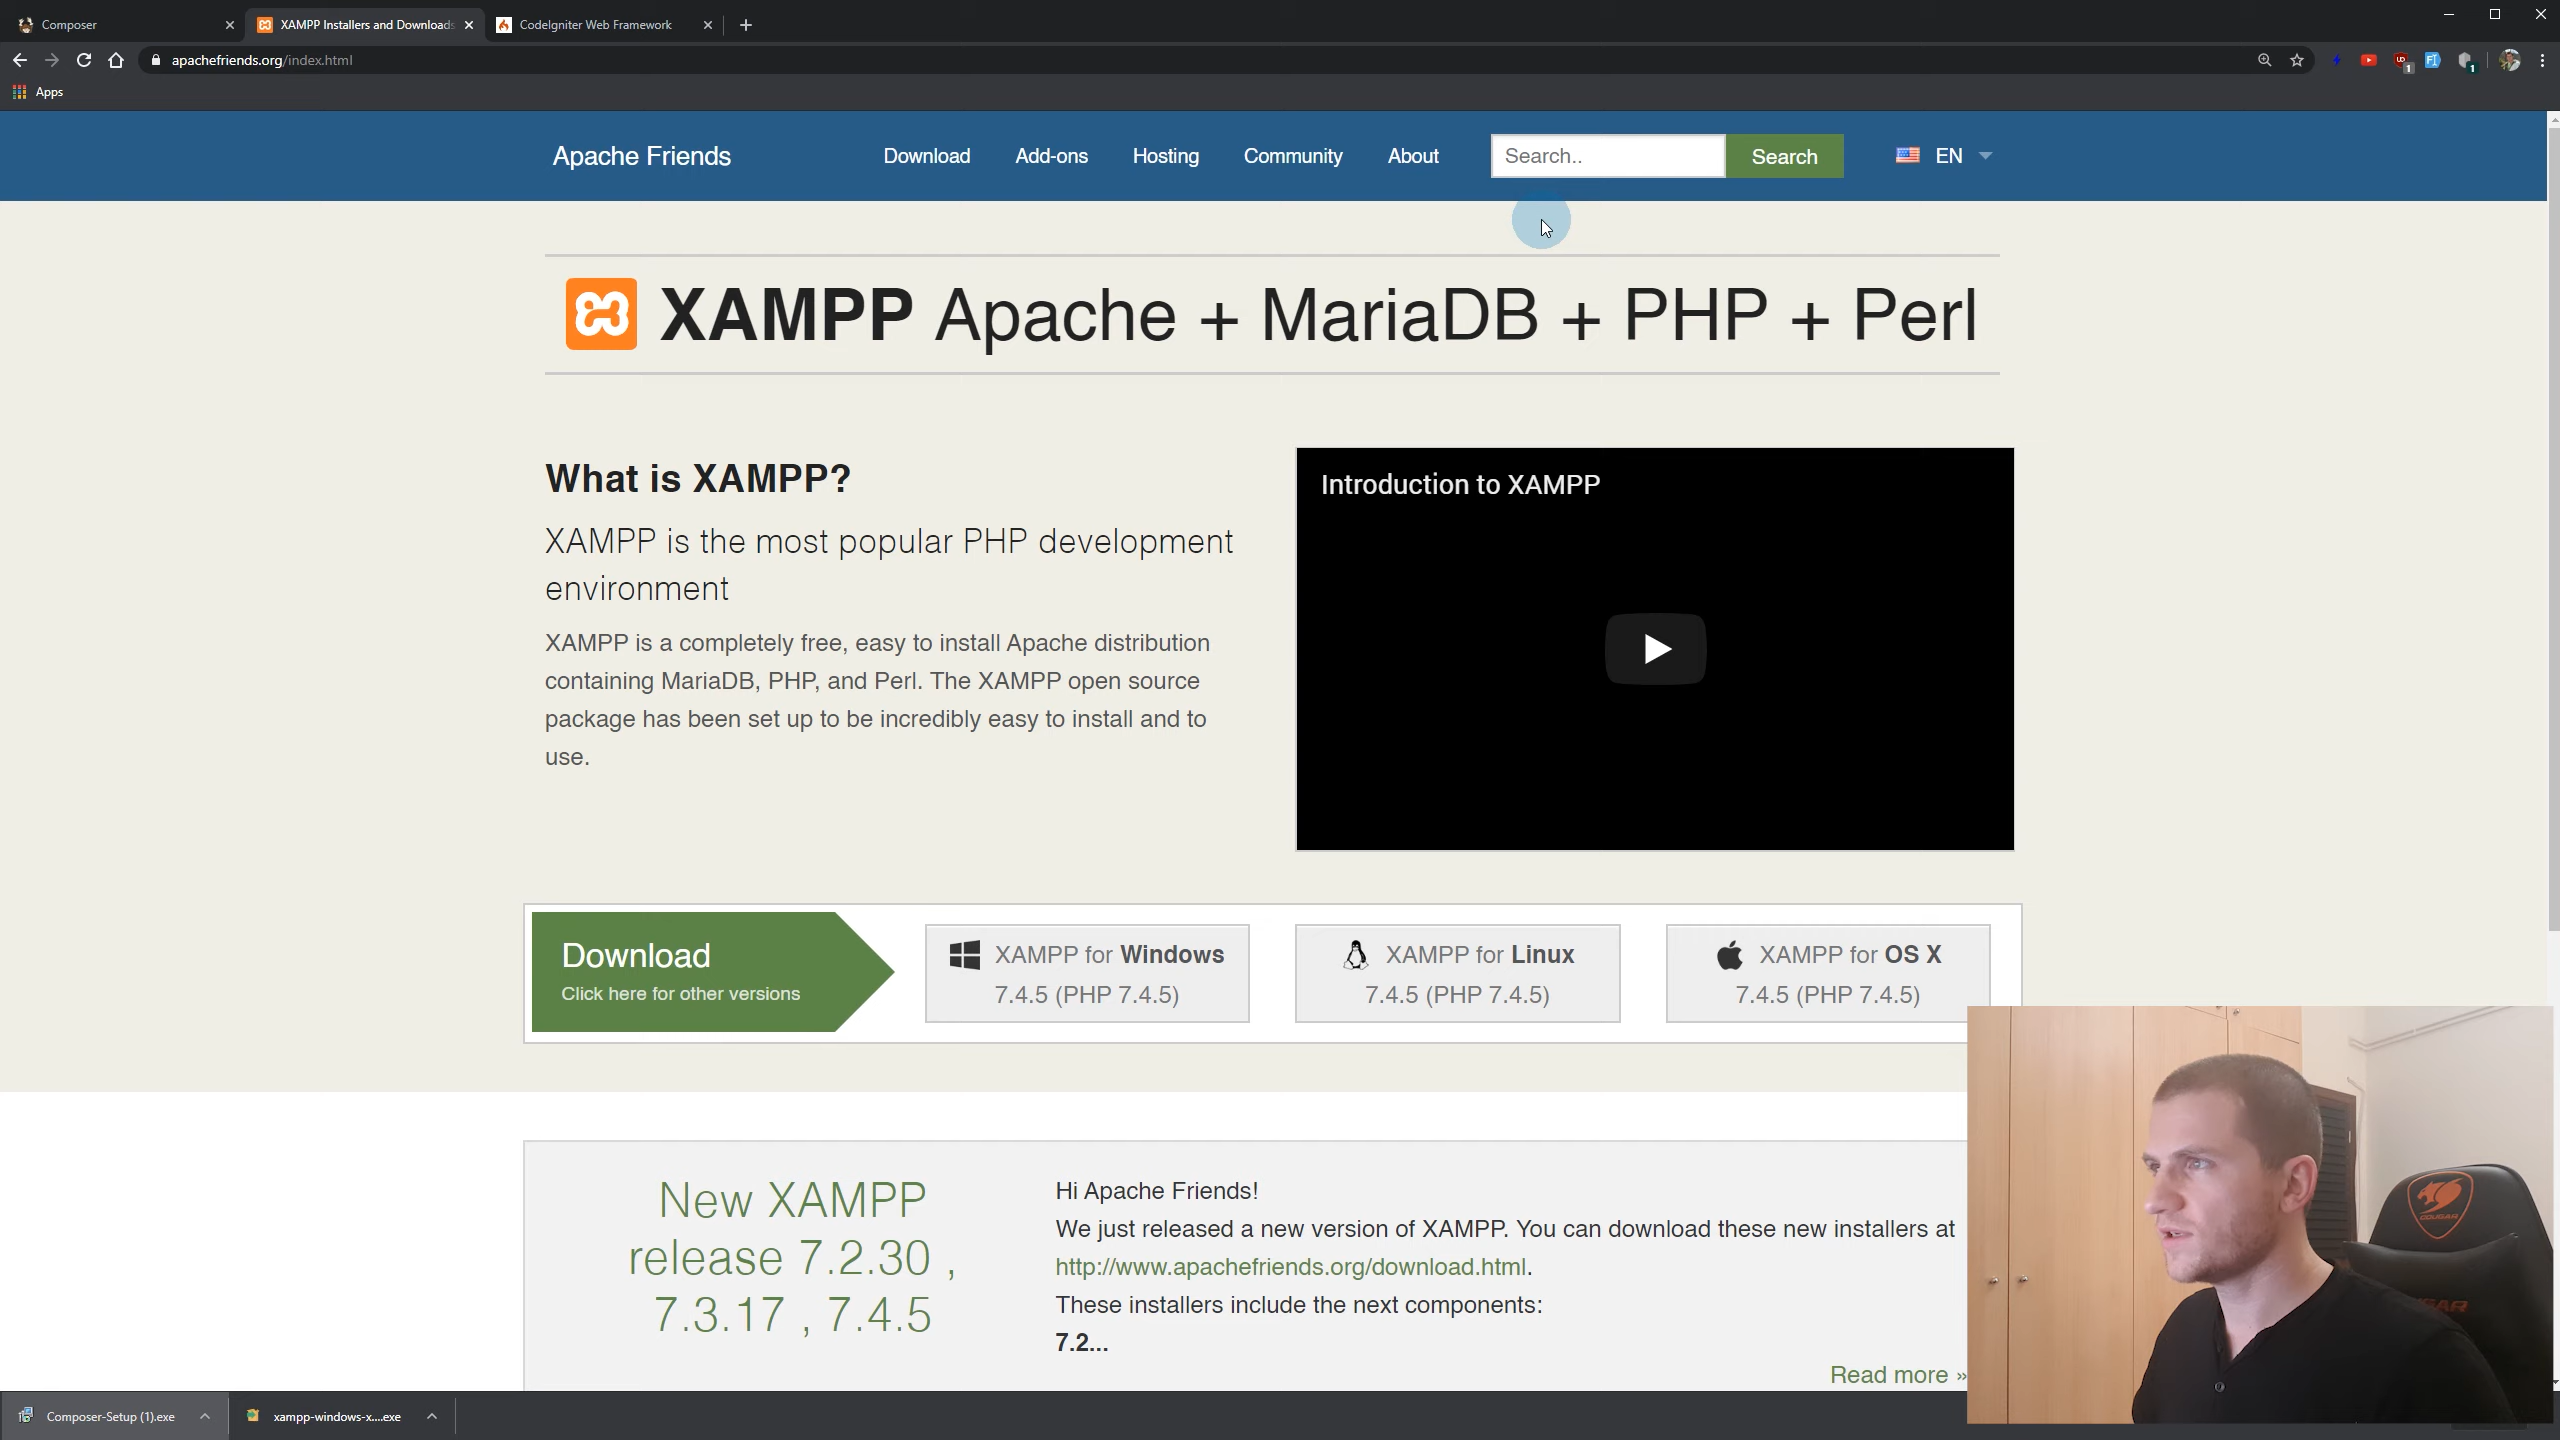 Composer
XAMPP Installers and Downloads
CodeIgniter Web Framework
apachefriends.org/index.html
Apps
Apache Friends
Download
Add-ons
Hosting
Community
About
Search..
Search
EN
XAMPP Apache + MariaDB + PHP + Perl
What is XAMPP?
XAMPP is the most popular PHP development
environment
XAMPP is a completely free, easy to install Apache distribution
containing MariaDB, PHP, and Perl. The XAMPP open source
package has been set up to be incredibly easy to install and to
use.
Introduction to XAMPP
Download
Click here for other versions
XAMPP for Windows
7.4.5 (PHP 7.4.5)
XAMPP for Linux
7.4.5 (PHP 7.4.5)
XAMPP for OS X
7.4.5 (PHP 7.4.5)
New XAMPP
release 7.2.30 ,
7.3.17 , 7.4.5
Hi Apache Friends!
We just released a new version of XAMPP. You can download these new installers at
http://www.apachefriends.org/download.html.
These installers include the next components:
7.2...
Read more »
COUGAR
Composer-Setup (1).exe
xampp-windows-x....exe